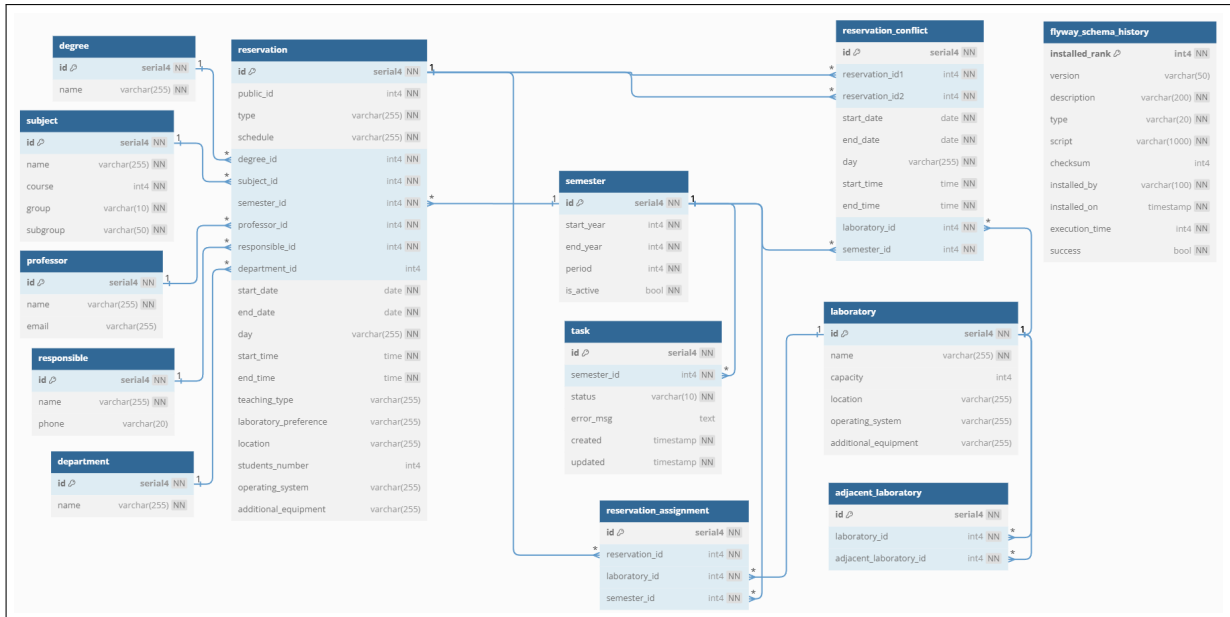 degree
id serial4 NN
name varchar(255) NN
subject
id serial4 NN
name varchar(255) NN
course int4 NN
group varchar(10) NN
subgroup varchar(50) NN
professor
id serial4 NN
name varchar(255) NN
email varchar(255)
responsible
id serial4 NN
name varchar(255) NN
phone varchar(20)
department
id serial4 NN
name varchar(255) NN
reservation
id serial4 NN
public_id int4 NN
type varchar(255) NN
schedule varchar(255) NN
degree_id int4 NN
subject_id int4 NN
semester_id int4 NN
professor_id int4 NN
responsible_id int4 NN
department_id int4
start_date date NN
end_date date NN
day varchar(255) NN
start_time time NN
end_time time NN
teaching_type varchar(255)
laboratory_preference varchar(255)
location varchar(255)
students_number int4
operating_system varchar(255)
additional_equipment varchar(255)
semester
id serial4 NN
start_year int4 NN
end_year int4 NN
period int4 NN
is_active bool NN
task
id serial4 NN
semester_id int4 NN
status varchar(10) NN
error_msg text
created timestamp NN
updated timestamp NN
reservation_assignment
id serial4 NN
reservation_id int4 NN
laboratory_id int4 NN
semester_id int4 NN
reservation_conflict
id serial4 NN
reservation_id1 int4 NN
reservation_id2 int4 NN
start_date date NN
end_date date NN
day varchar(255) NN
start_time time NN
end_time time NN
laboratory_id int4 NN
semester_id int4 NN
laboratory
id serial4 NN
name varchar(255) NN
capacity int4
location varchar(255)
operating_system varchar(255)
additional_equipment varchar(255)
adjacent_laboratory
id serial4 NN
laboratory_id int4 NN
adjacent_laboratory_id int4 NN
flyway_schema_history
installed_rank int4 NN
version varchar(50)
description varchar(200) NN
type varchar(20) NN
script varchar(1000) NN
checksum int4
installed_by varchar(100) NN
installed_on timestamp NN
execution_time int4 NN
success bool NN